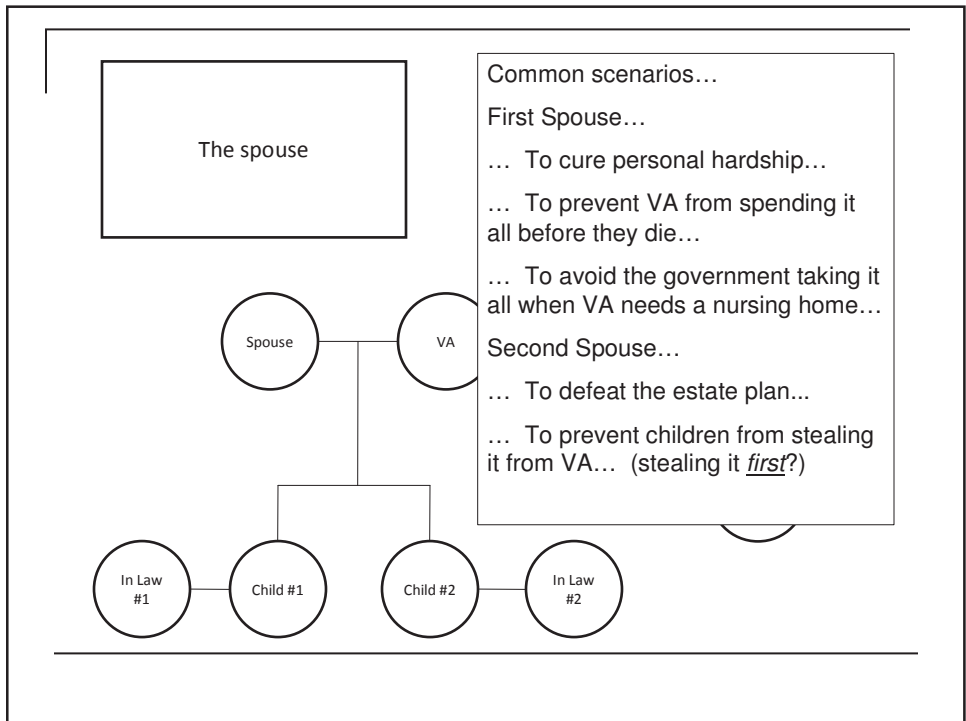 The spouse
Common scenarios…
First Spouse…
… To cure personal hardship…
… To prevent VA from spending it
all before they die…
… To avoid the government taking it
all when VA needs a nursing home…
Second Spouse…
… To defeat the estate plan...
… To prevent children from stealing
it from VA… (stealing it first?)
Spouse
VA
In Law
#1
Child #1
Child #2
In Law
#2